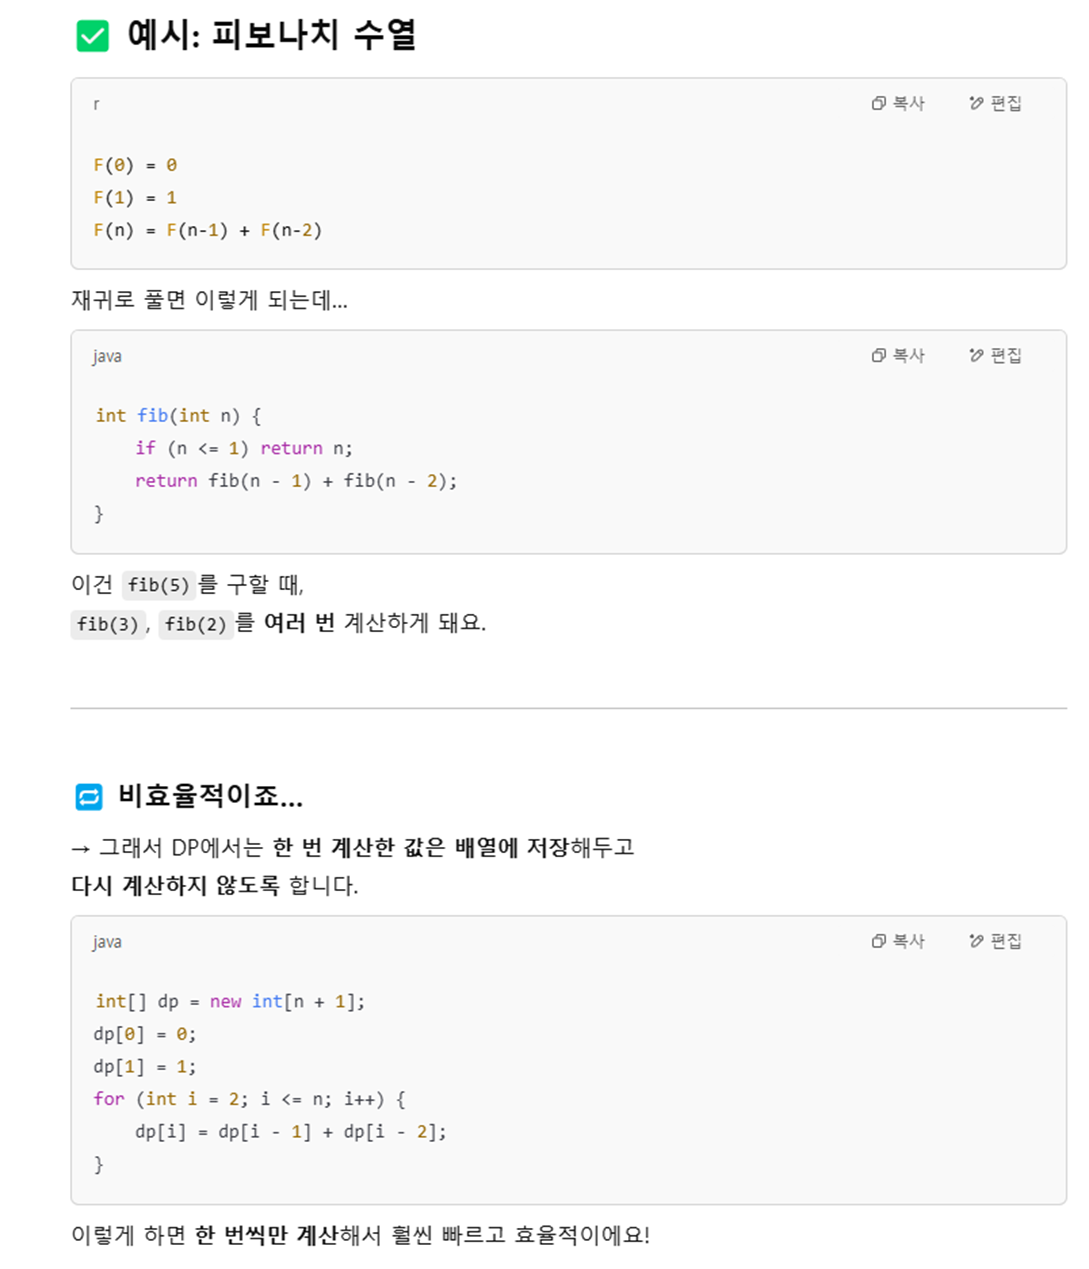 ✅ 예시: 피보나치 수열
r 복사 편집
F(0) = 0
F(1) = 1
F(n) = F(n-1) + F(n-2)
재귀로 풀면 이렇게 되는데...
java 복사 편집
int fib(int n) {
    if (n <= 1) return n;
    return fib(n - 1) + fib(n - 2);
}
이건 fib(5)를 구할 때,
fib(3), fib(2)를 여러 번 계산하게 돼요.
🔁 비효율적이죠...
→ 그래서 DP에서는 한 번 계산한 값은 배열에 저장해두고
다시 계산하지 않도록 합니다.
java 복사 편집
int[] dp = new int[n + 1];
dp[0] = 0;
dp[1] = 1;
for (int i = 2; i <= n; i++) {
    dp[i] = dp[i - 1] + dp[i - 2];
}
이렇게 하면 한 번씩만 계산해서 훨씬 빠르고 효율적이에요!